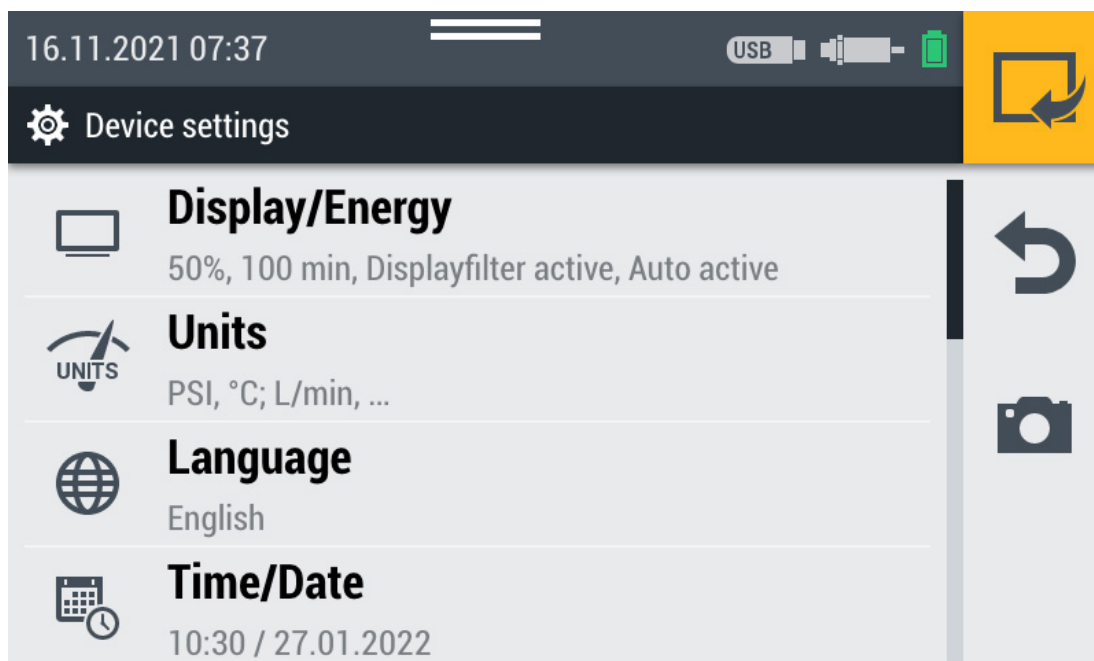 16.11.2021 07:37
USB
Device settings
Display/Energy
50%, 100 min, Displayfilter active, Auto active
UNITS
Units
PSI, °C; L/min, ...
Language
English
Time/Date
10:30 / 27.01.2022